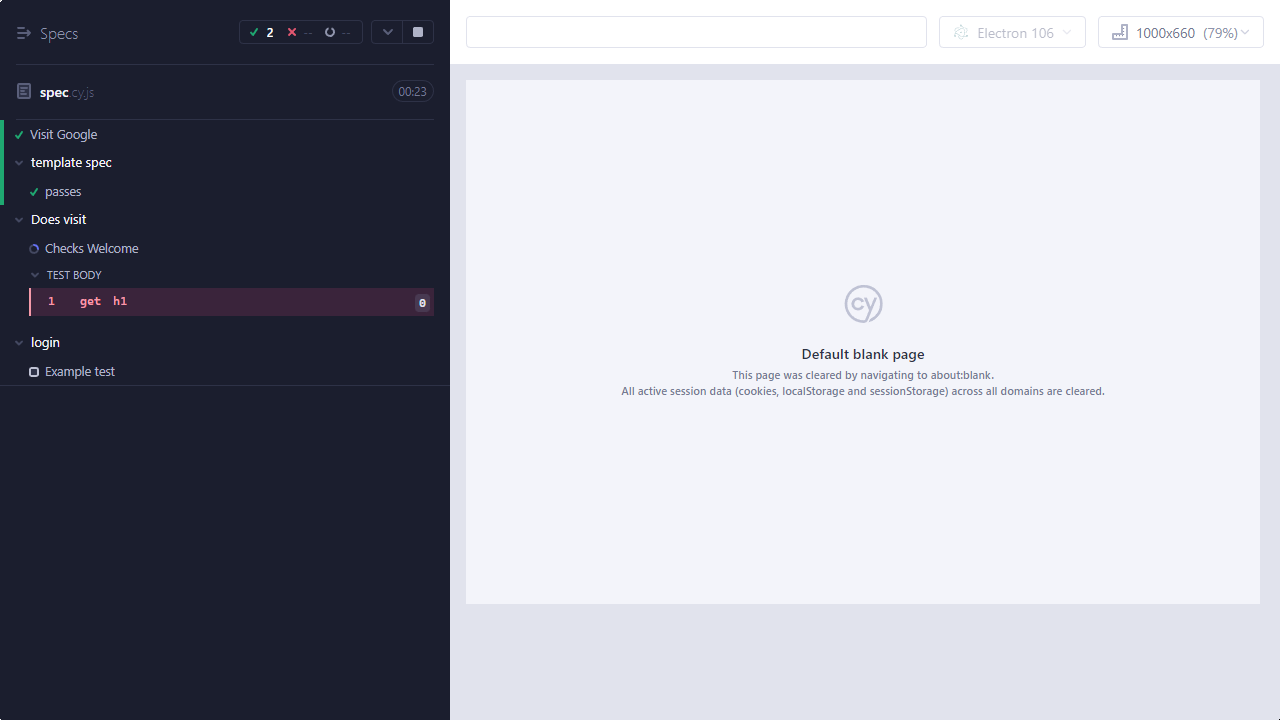 Specs
2 -- --
spec.cy.js 00:23
Visit Google
template spec
passes
Does visit
Checks Welcome
TEST BODY
1 get h1 0
login
Example test
Electron 106
1000x660 (79%)
cy
Default blank page
This page was cleared by navigating to about:blank.
All active session data (cookies, localStorage and sessionStorage) across all domains are cleared.